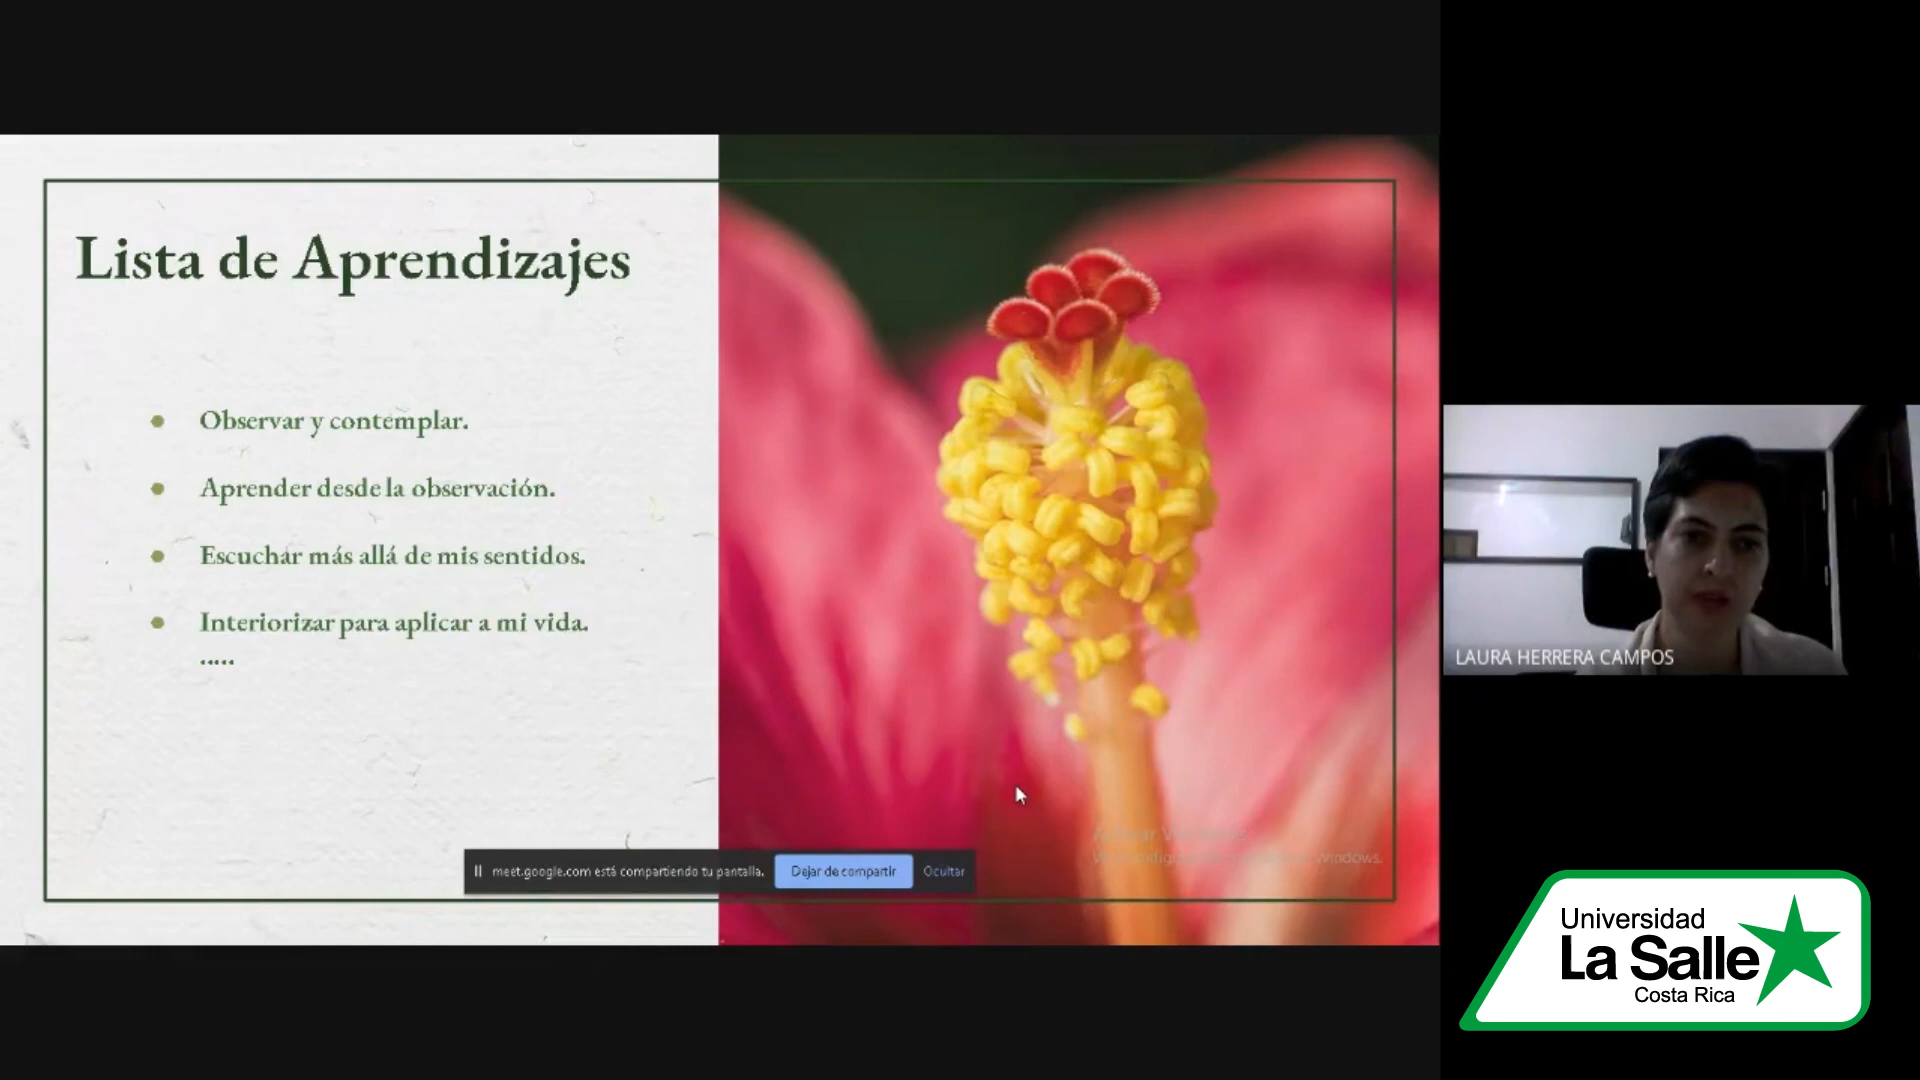 Lista de Aprendizajes
Observar y contemplar.
Aprender desde la observación.
Escuchar más allá de mis sentidos.
Interiorizar para aplicar a mi vida.
.....
meet.google.com está compartiendo tu pantalla.
Dejar de compartir
Ocultar
LAURA HERRERA CAMPOS
Universidad
La Salle
Costa Rica